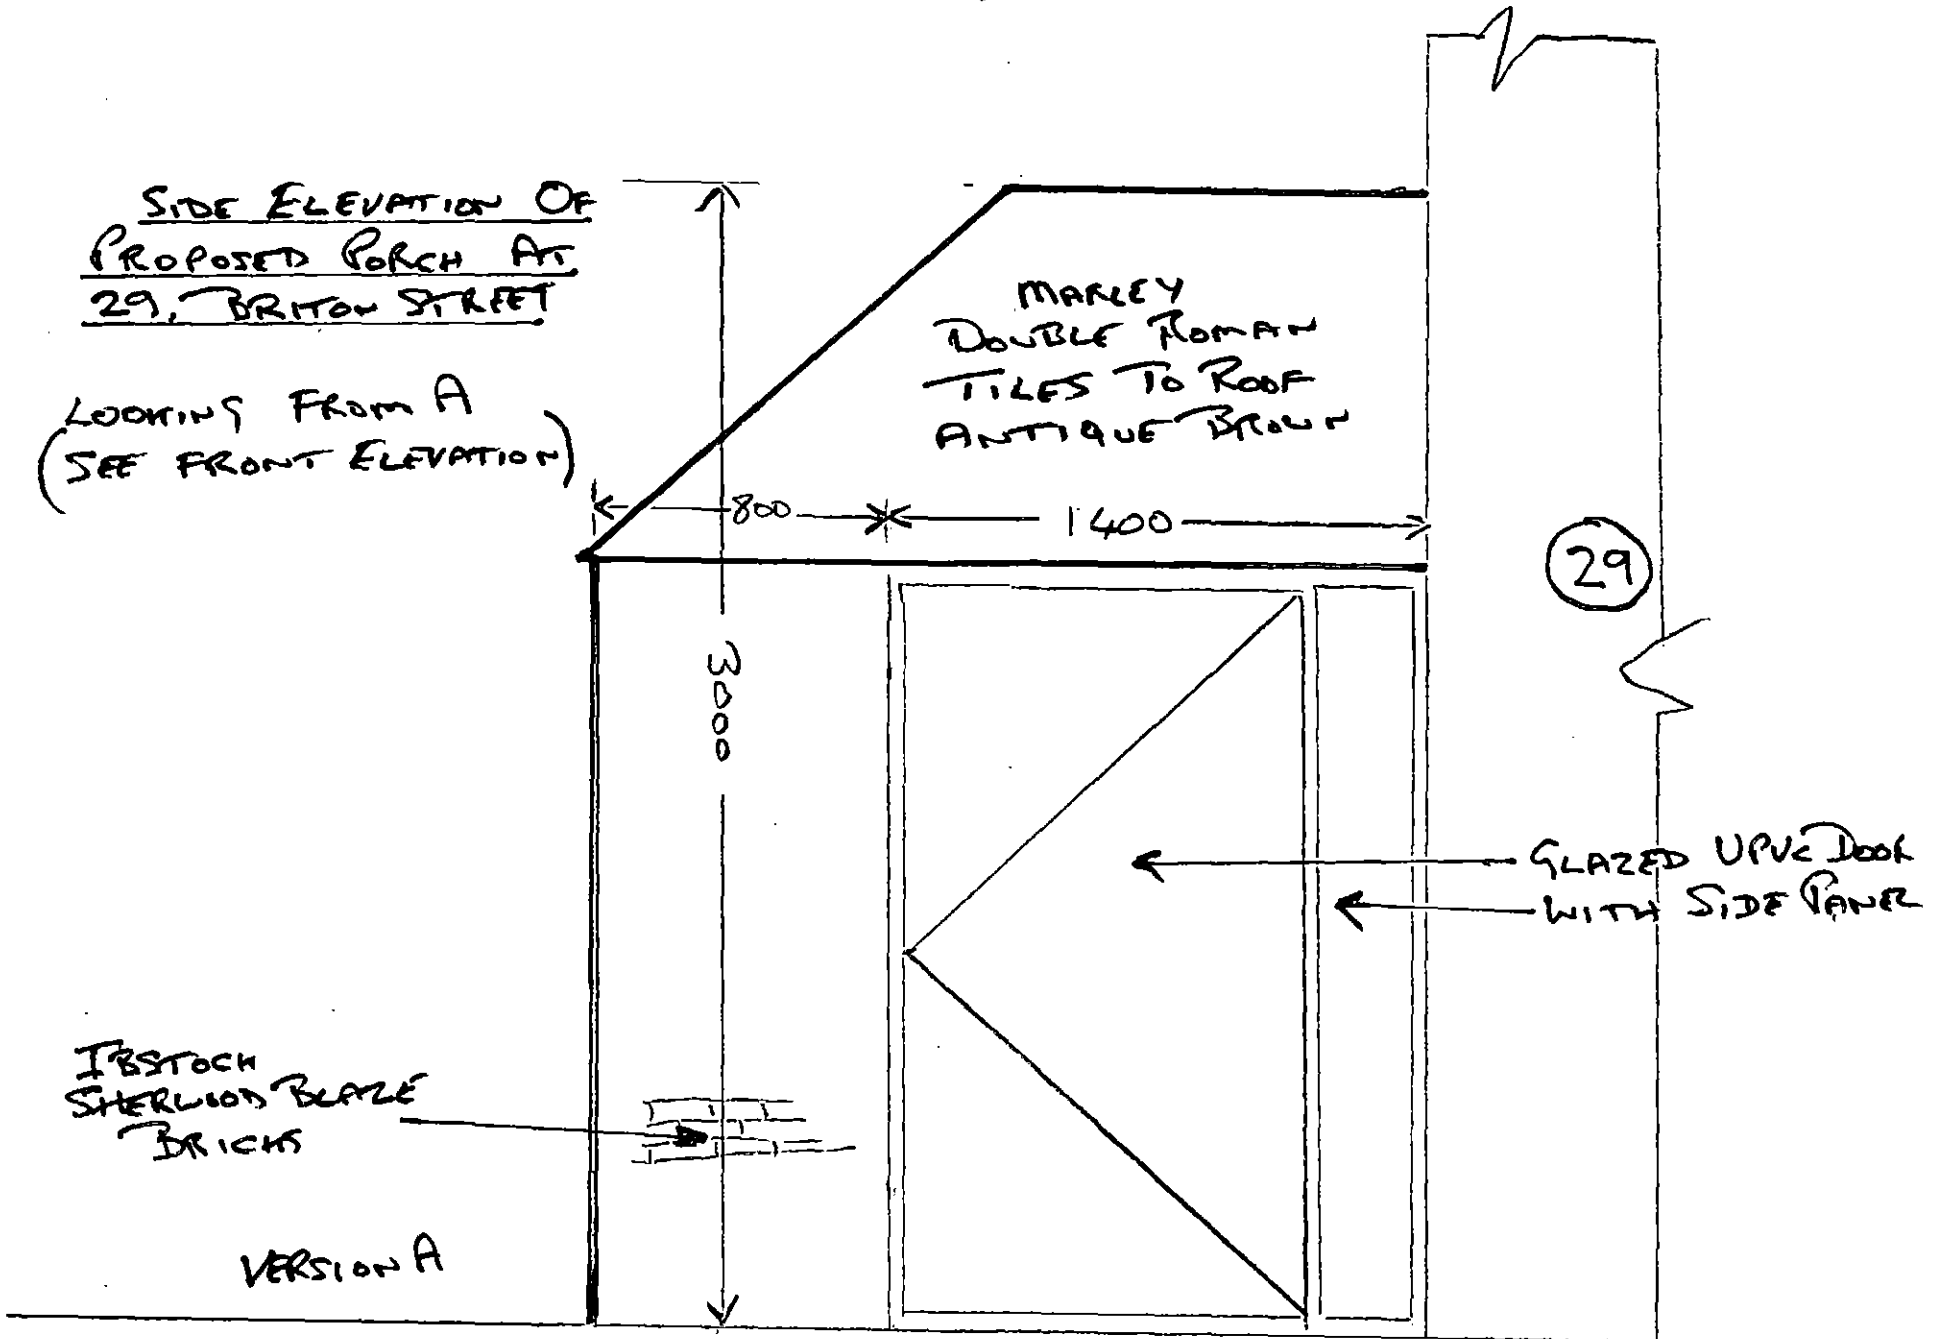 SIDE ELEVATION OF
PROPOSED PORCH AT
29, BRITON STREET
LOOKING FROM A
(SEE FRONT ELEVATION)
MARLEY
DOUBLE ROMAN
TILES TO ROOF
ANTIQUE BROWN
800
1400
3000
29
GLAZED UPVC DOOR
WITH SIDE PANEL
IBSTOCK
SHERWOOD BLAZE
BRICKS
VERSION A